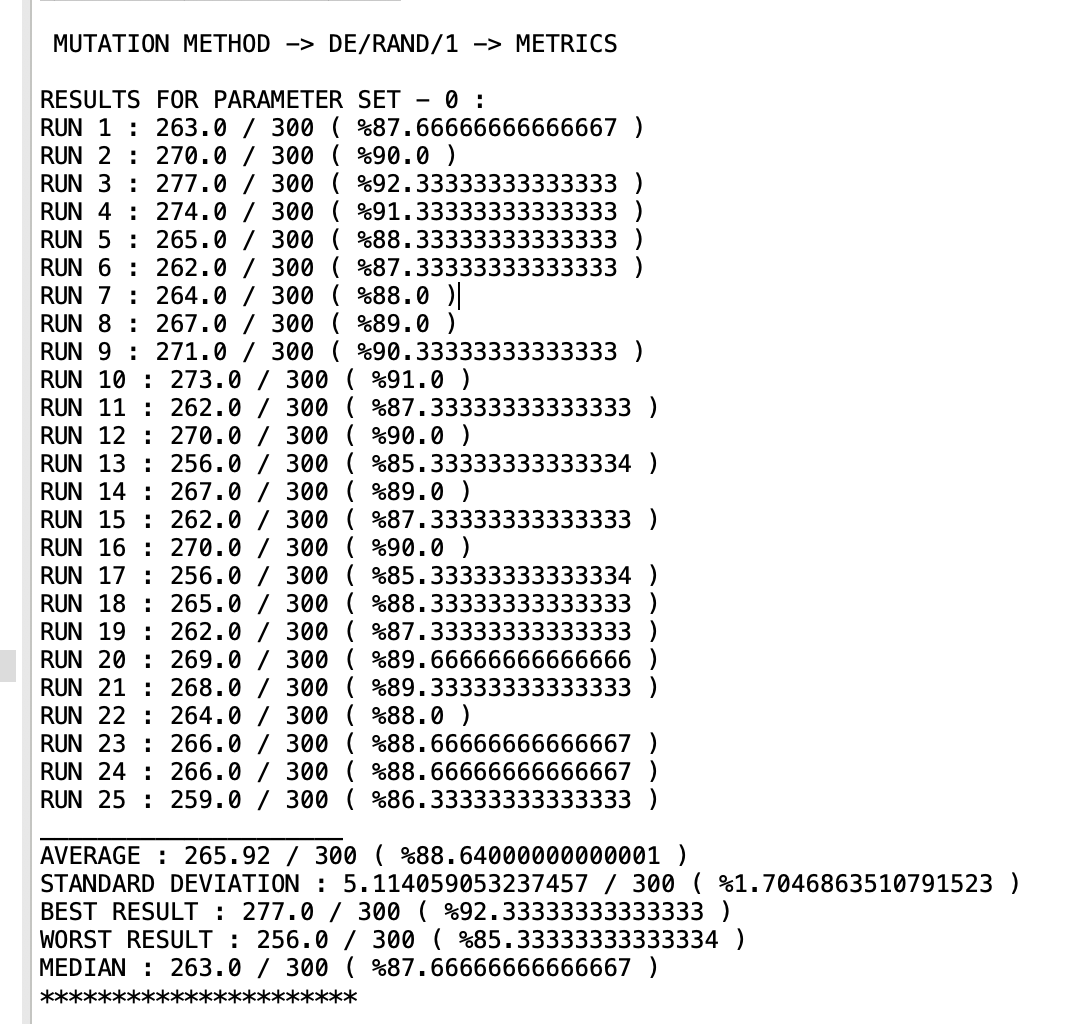 MUTATION METHOD -> DE/RAND/1 -> METRICS
RESULTS FOR PARAMETER SET - 0 :
RUN 1 : 263.0 / 300 ( %87.66666666666667 )
RUN 2 : 270.0 / 300 ( %90.0 )
RUN 3 : 277.0 / 300 ( %92.33333333333333 )
RUN 4 : 274.0 / 300 ( %91.33333333333333 )
RUN 5 : 265.0 / 300 ( %88.33333333333333 )
RUN 6 : 262.0 / 300 ( %87.33333333333333 )
RUN 7 : 264.0 / 300 ( %88.0 )
RUN 8 : 267.0 / 300 ( %89.0 )
RUN 9 : 271.0 / 300 ( %90.33333333333333 )
RUN 10 : 273.0 / 300 ( %91.0 )
RUN 11 : 262.0 / 300 ( %87.33333333333333 )
RUN 12 : 270.0 / 300 ( %90.0 )
RUN 13 : 256.0 / 300 ( %85.33333333333334 )
RUN 14 : 267.0 / 300 ( %89.0 )
RUN 15 : 262.0 / 300 ( %87.33333333333333 )
RUN 16 : 270.0 / 300 ( %90.0 )
RUN 17 : 256.0 / 300 ( %85.33333333333334 )
RUN 18 : 265.0 / 300 ( %88.33333333333333 )
RUN 19 : 262.0 / 300 ( %87.33333333333333 )
RUN 20 : 269.0 / 300 ( %89.66666666666666 )
RUN 21 : 268.0 / 300 ( %89.33333333333333 )
RUN 22 : 264.0 / 300 ( %88.0 )
RUN 23 : 266.0 / 300 ( %88.66666666666667 )
RUN 24 : 266.0 / 300 ( %88.66666666666667 )
RUN 25 : 259.0 / 300 ( %86.33333333333333 )
_____________________
AVERAGE : 265.92 / 300 ( %88.64000000000001 )
STANDARD DEVIATION : 5.114059053237457 / 300 ( %1.7046863510791523 )
BEST RESULT : 277.0 / 300 ( %92.33333333333333 )
WORST RESULT : 256.0 / 300 ( %85.33333333333334 )
MEDIAN : 263.0 / 300 ( %87.66666666666667 )
**********************